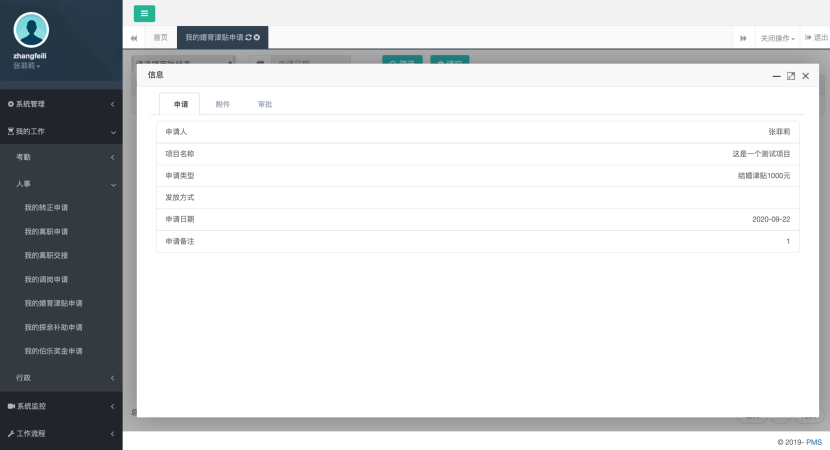 zhangfeili
张菲莉
系统管理
我的工作
考勤
人事
我的转正申请
我的离职申请
我的离职交接
我的调岗申请
我的婚育津贴申请
我的探亲补助申请
我的伯乐奖金申请
行政
系统监控
工作流程
首页
我的婚育津贴申请
关闭操作
退出
信息
申请
附件
审批
申请人 张菲莉
项目名称 这是一个测试项目
申请类型 结婚津贴1000元
发放方式
申请日期 2020-09-22
申请备注 1
© 2019- PMS